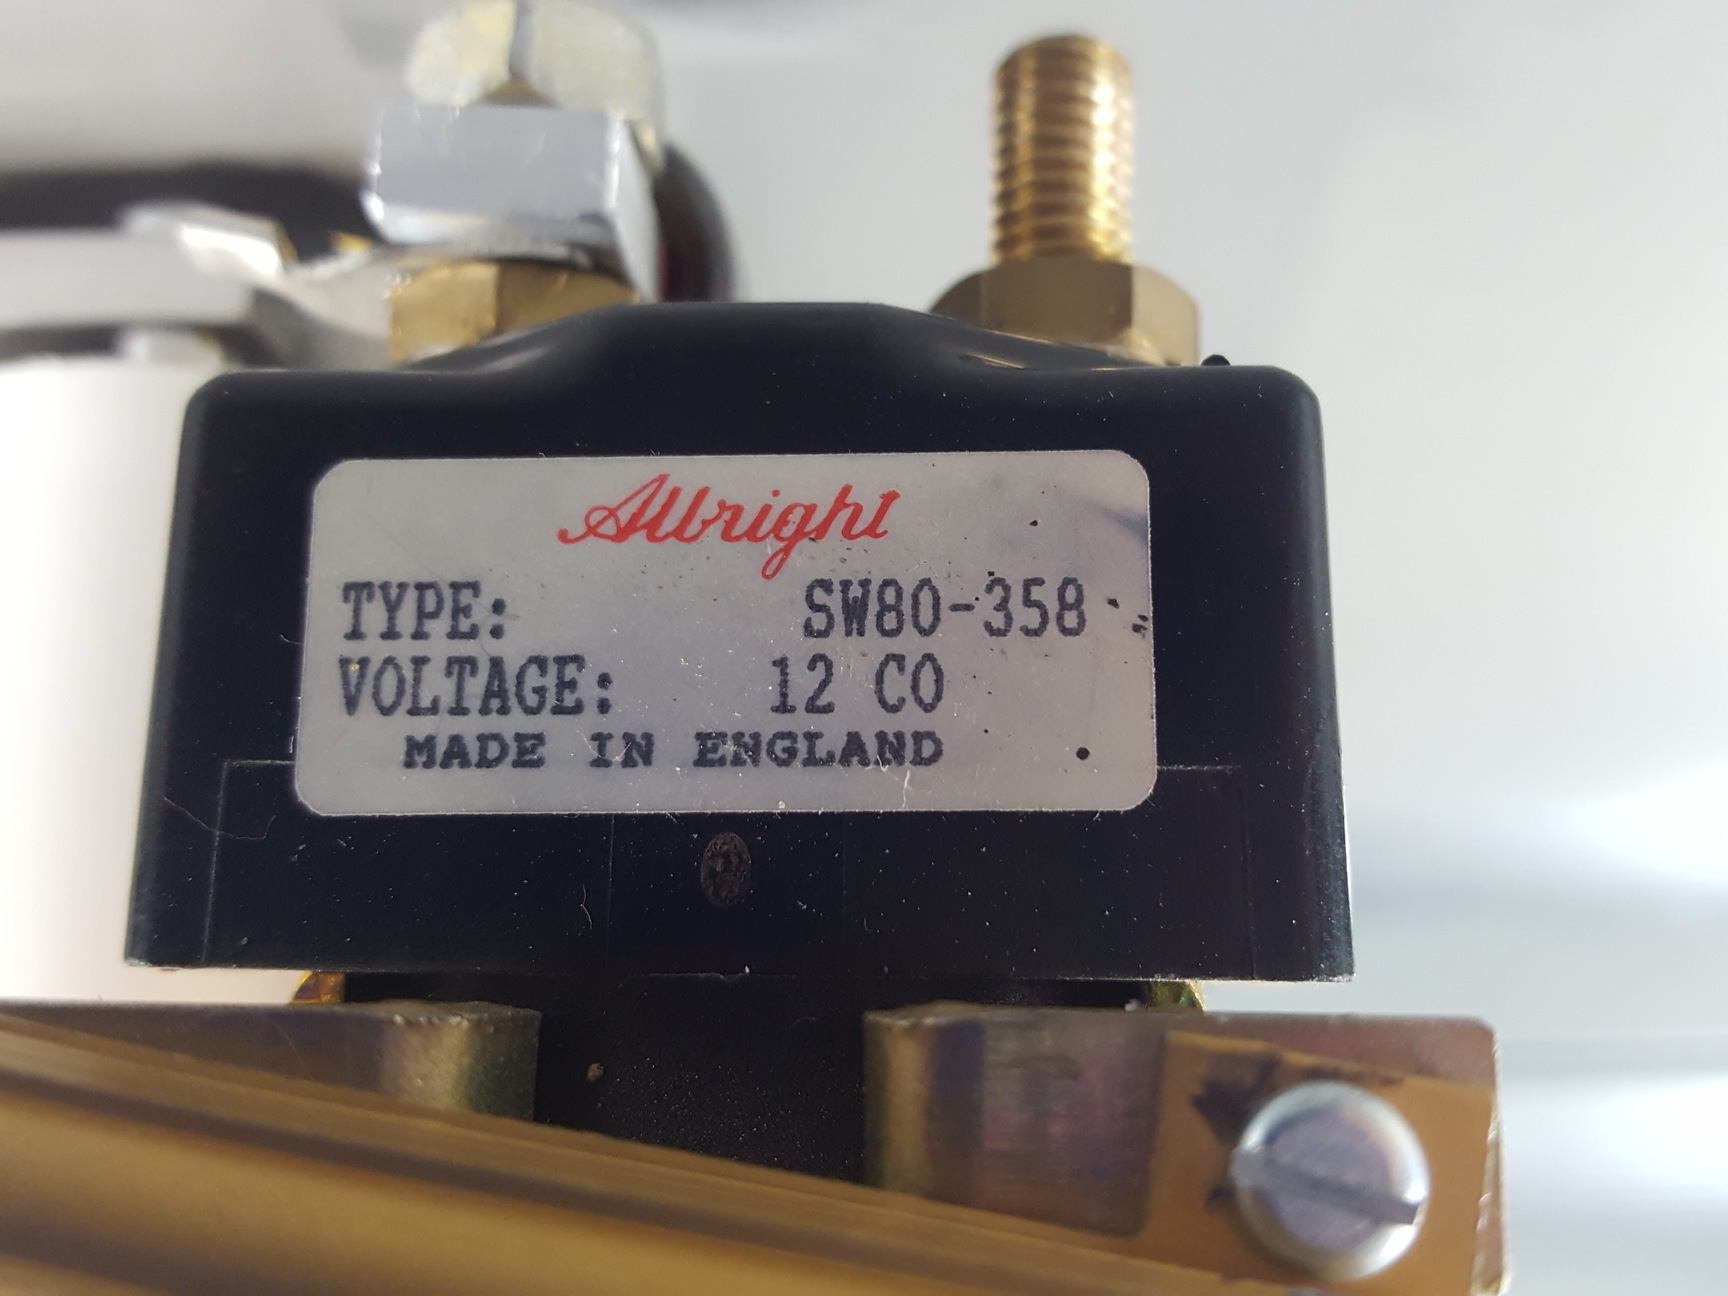 Albright
TYPE: SW80-358
VOLTAGE: 12 CO
MADE IN ENGLAND